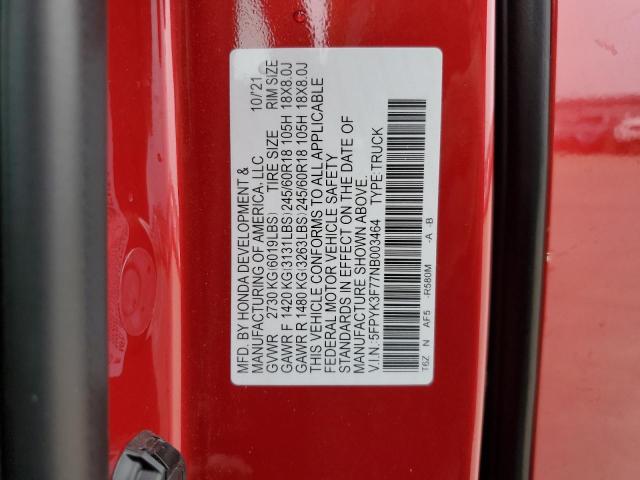 MFD. BY HONDA DEVELOPMENT & 10/'21
MANUFACTURING OF AMERICA, LLC
GVWR 2730 KG(6019LBS) TIRE SIZE RIM SIZE
GAWR F 1420 KG(3131LBS) 245/60R18 105H 18X8.0J
GAWR R 1480 KG(3263LBS) 245/60R18 105H 18X8.0J
THIS VEHICLE CONFORMS TO ALL APPLICABLE
FEDERAL MOTOR VEHICLE SAFETY
STANDARDS IN EFFECT ON THE DATE OF
MANUFACTURE SHOWN ABOVE.
V.I.N.:5FPYK3F77NB003464 TYPE:TRUCK
T6Z N AF5 -R580M -A -B